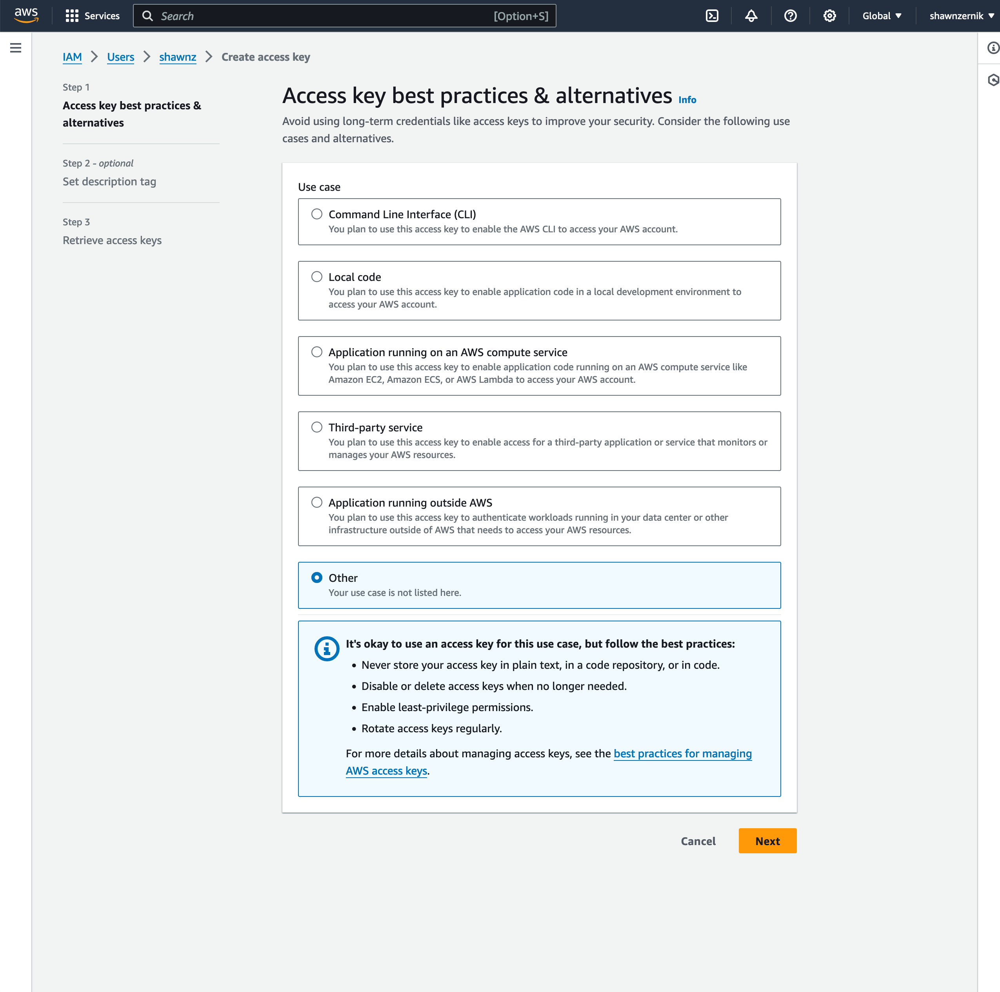 aws
Services
Search
[Option+S]
Global
shawnzernik
IAM
Users
shawnz
Create access key
Step 1
Access key best practices &
alternatives
Step 2 - optional
Set description tag
Step 3
Retrieve access keys
Access key best practices & alternatives Info
Avoid using long-term credentials like access keys to improve your security. Consider the following use
cases and alternatives.
Use case
Command Line Interface (CLI)
You plan to use this access key to enable the AWS CLI to access your AWS account.
Local code
You plan to use this access key to enable application code in a local development environment to
access your AWS account.
Application running on an AWS compute service
You plan to use this access key to enable application code running on an AWS compute service like
Amazon EC2, Amazon ECS, or AWS Lambda to access your AWS account.
Third-party service
You plan to use this access key to enable access for a third-party application or service that monitors or
manages your AWS resources.
Application running outside AWS
You plan to use this access key to authenticate workloads running in your data center or other
infrastructure outside of AWS that needs to access your AWS resources.
Other
Your use case is not listed here.
It's okay to use an access key for this use case, but follow the best practices:
• Never store your access key in plain text, in a code repository, or in code.
• Disable or delete access keys when no longer needed.
• Enable least-privilege permissions.
• Rotate access keys regularly.
For more details about managing access keys, see the best practices for managing
AWS access keys.
Cancel
Next